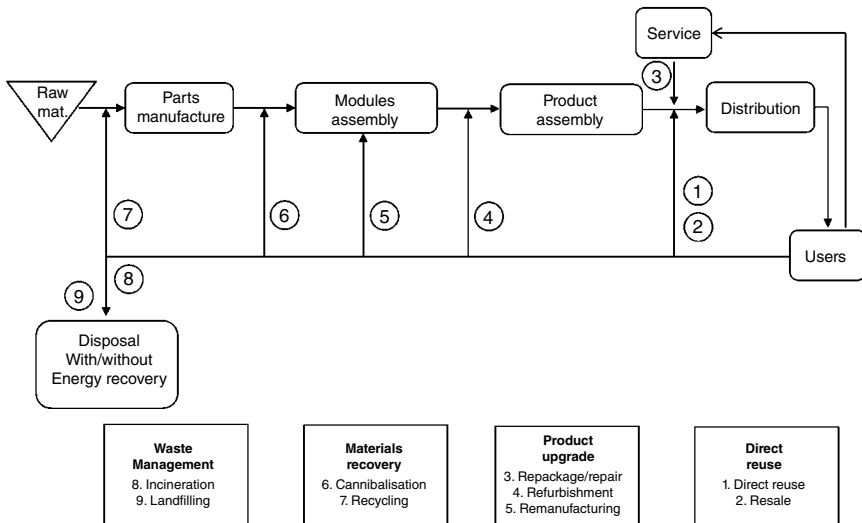 Service
3
Raw
mat.
Parts
manufacture
Modules
assembly
Product
assembly
Distribution
7
6
5
4
1
2
Users
8
9
Disposal
With/without
Energy recovery
Waste
Management
8. Incineration
9. Landfilling
Materials
recovery
6. Cannibalisation
7. Recycling
Product
upgrade
3. Repackage/repair
4. Refurbishment
5. Remanufacturing
Direct
reuse
1. Direct reuse
2. Resale